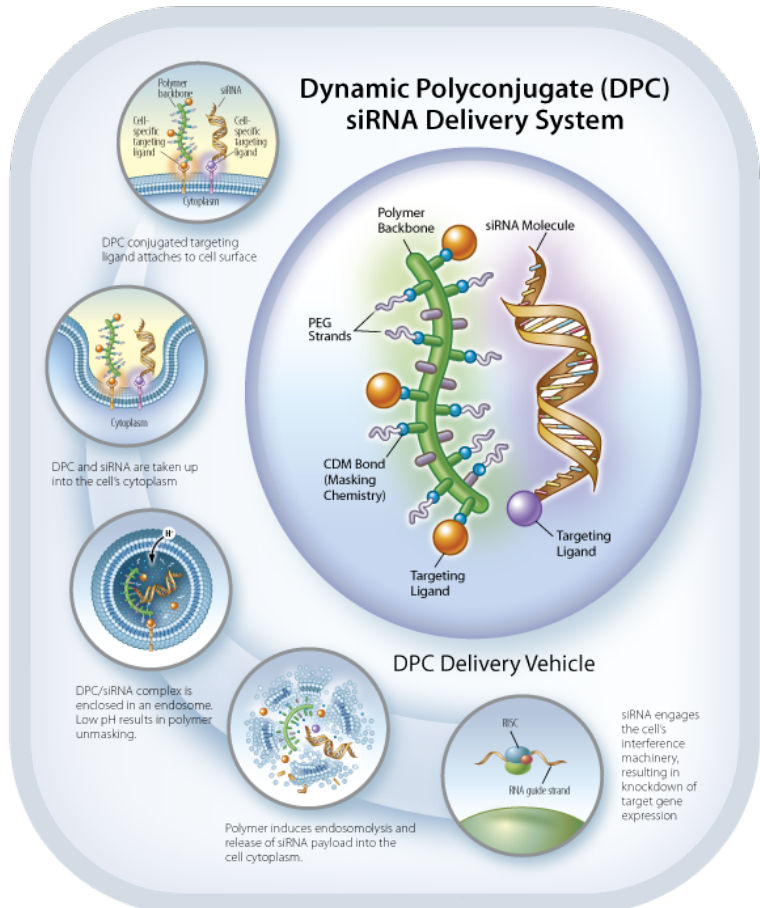 Dynamic Polyconjugate (DPC)
siRNA Delivery System
Polymer
backbone
siRNA
Cell-
specific
targeting
ligand
Cell-
specific
targeting
ligand
Cytoplasm
DPC conjugated targeting
ligand attaches to cell surface
Cytoplasm
DPC and siRNA are taken up
into the cell's cytoplasm
H+
DPC/siRNA complex is
enclosed in an endosome.
Low pH results in polymer
unmasking.
Polymer induces endosomolysis and
release of siRNA payload into the
cell cytoplasm.
Polymer
Backbone
siRNA Molecule
PEG
Strands
CDM Bond
(Masking
Chemistry)
Targeting
Ligand
Targeting
Ligand
DPC Delivery Vehicle
RISC
RNA guide strand
siRNA engages
the cell's
interference
machinery,
resulting in
knockdown of
target gene
expression